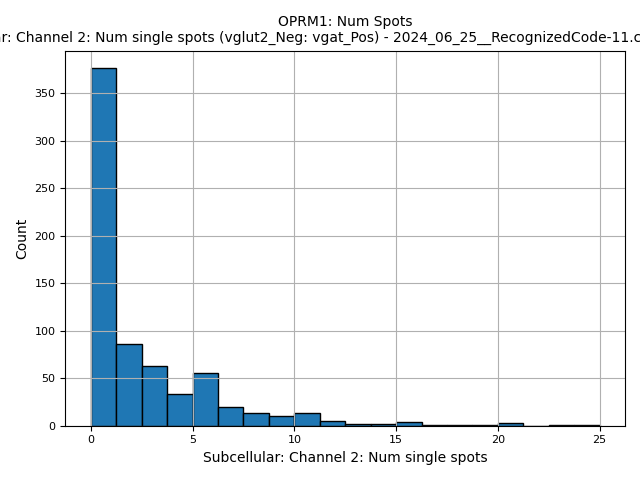 OPRM1: Num Spots
r: Channel 2: Num single spots (vglut2_Neg: vgat_Pos) - 2024_06_25__RecognizedCode-11.c
350
300
250
200
150
100
50
0
Count
0 5 10 15 20 25
Subcellular: Channel 2: Num single spots